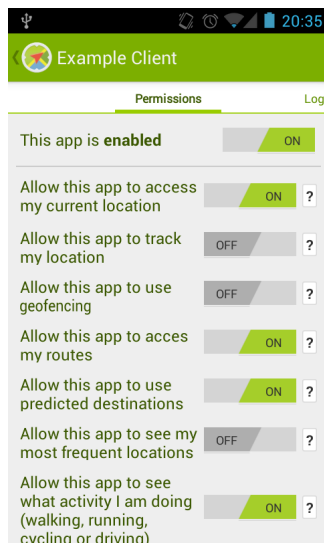 20:35
Example Client
Permissions
Log
This app is enabled
ON
Allow this app to access
my current location
ON
?
Allow this app to track
my location
OFF
?
Allow this app to use
geofencing
OFF
?
Allow this app to acces
my routes
ON
?
Allow this app to use
predicted destinations
ON
?
Allow this app to see my
most frequent locations
OFF
?
Allow this app to see
what activity I am doing
(walking, running,
cycling or driving)
ON
?